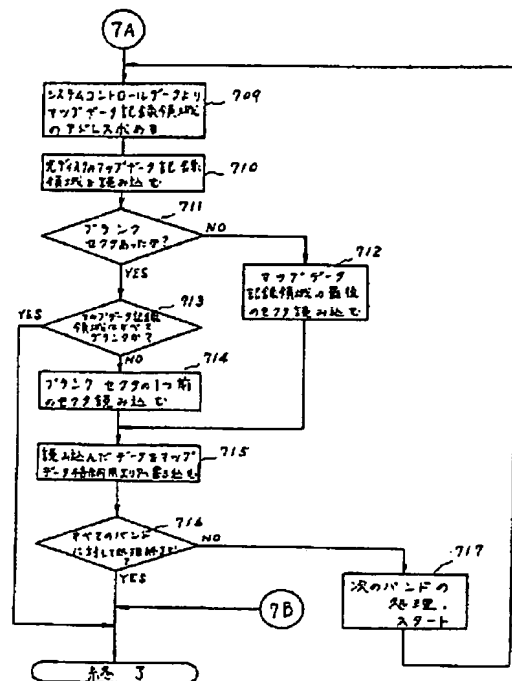 7A
システムコントロールデータより
マップデータ記録領域
のアドレス求める
709
光ディスクのマップデータ記録
領域を読み込む
710
ブランク
セクタあったか?
711
NO
YES
マップデータ
記録領域の最後
のセクタ読み込む
712
マップデータ記録
領域はすべて
ブランクか?
713
YES
NO
ブランク セクタの1つ前
のセクタ読み込む
714
読み込んだデータをマップ
データ格納用エリアへ書き込む
715
すべてのバンド
に対して処理終了か
?
716
NO
YES
次のバンドの
処理.
スタート
717
7B
終了